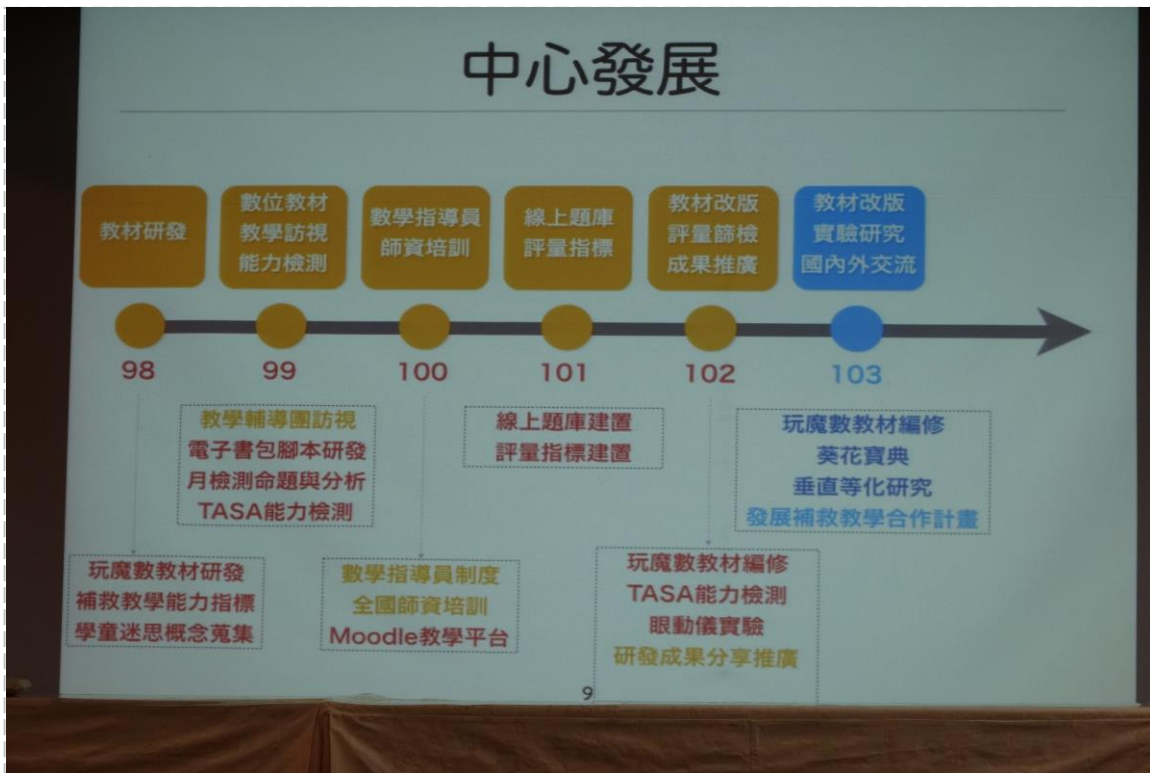 中心發展
教材研發
數位教材
教學訪視
能力檢測
數學指導員
師資培訓
線上題庫
評量指標
教材改版
評量篩檢
成果推廣
教材改版
實驗研究
國內外交流
98
99
100
101
102
103
教學輔導團訪視
電子書包腳本研發
月檢測命題與分析
TASA能力檢測
線上題庫建置
評量指標建置
玩魔數教材編修
葵花寶典
垂直等化研究
發展補救教學合作計畫
玩魔數教材研發
補救教學能力指標
學童迷思概念蒐集
數學指導員制度
全國師資培訓
Moodle教學平台
玩魔數教材編修
TASA能力檢測
眼動儀實驗
研發成果分享推廣
9